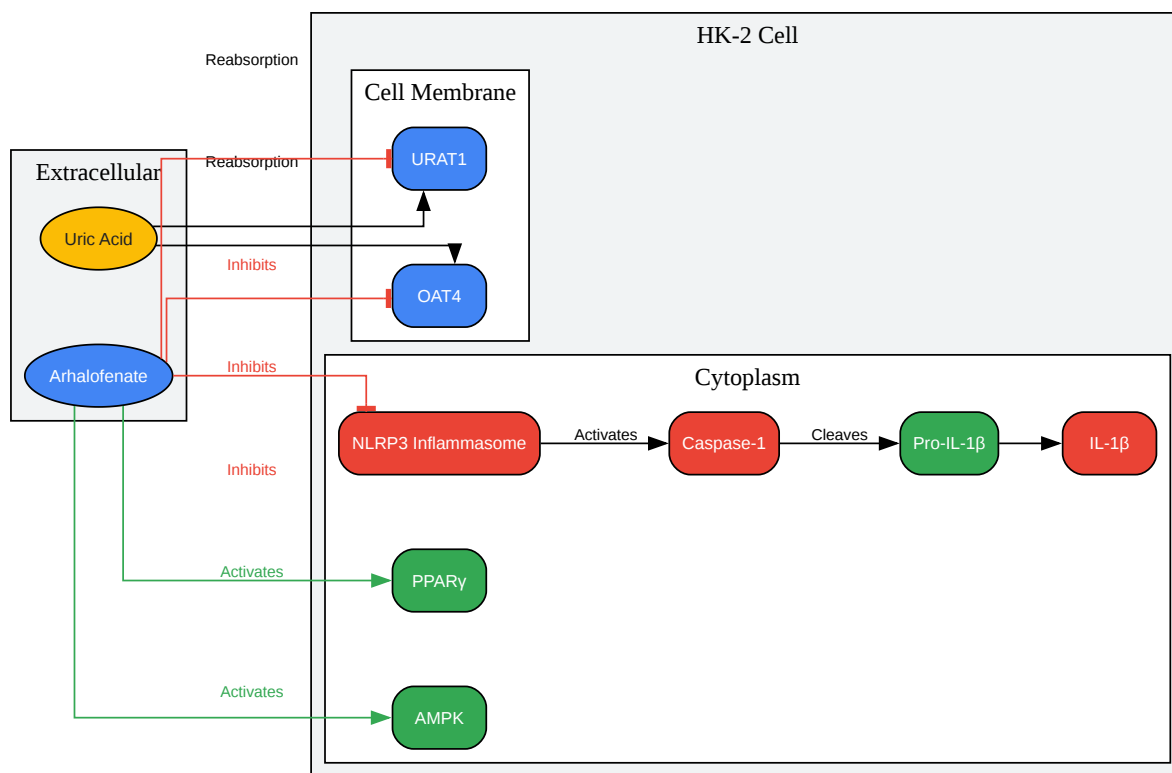 HK-2 Cell
Reabsorption
Cell Membrane
URAT1
Reabsorption
Extracellular
Uric Acid
Inhibits
OAT4
Arhalofenate
Inhibits
Cytoplasm
NLRP3 Inflammasome
Activates
Caspase-1
Cleaves
Pro-IL-1β
IL-1β
Inhibits
Activates
PPARγ
Activates
AMPK